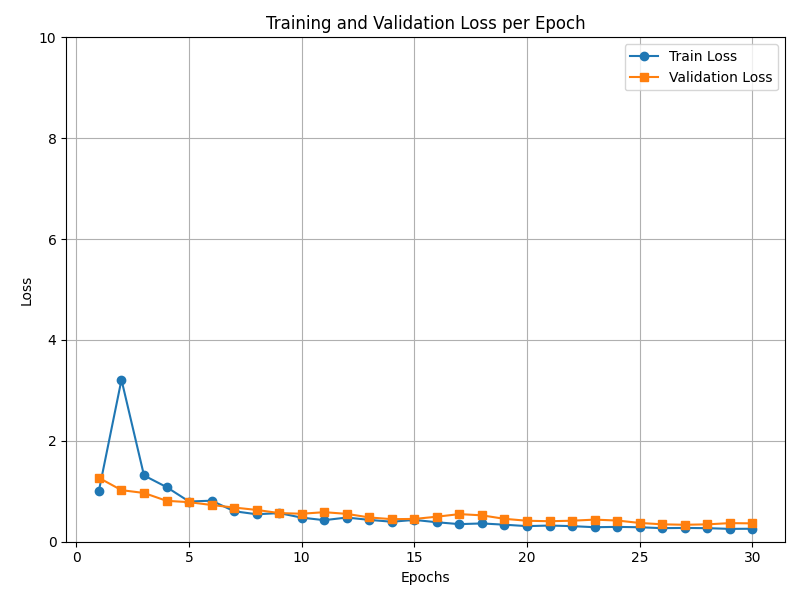 Training and Validation Loss per Epoch
Train Loss
Validation Loss
Loss
10
8
6
4
2
0
0 5 10 15 20 25 30
Epochs